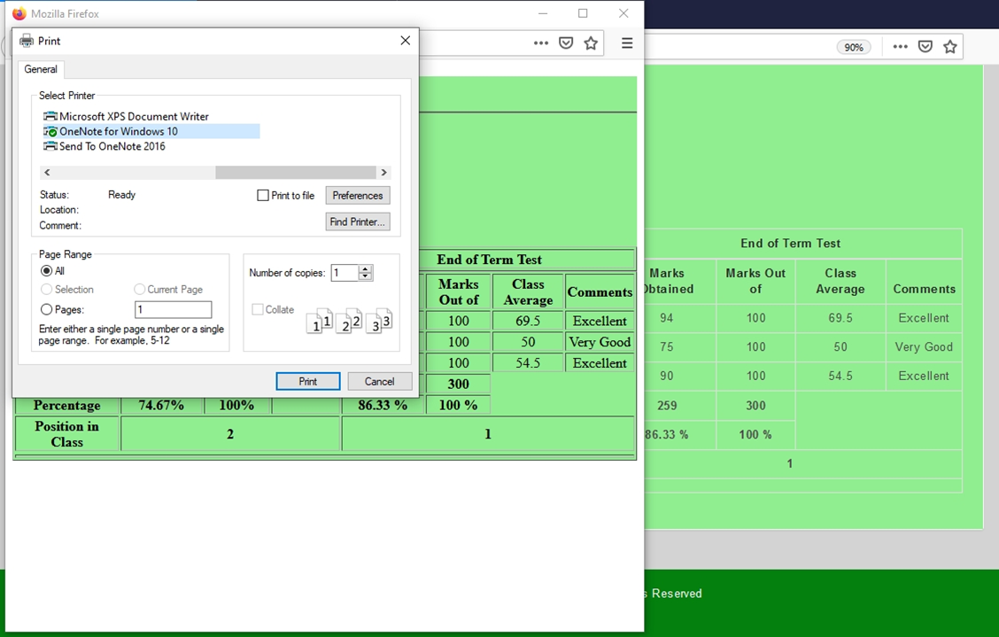 Mozilla Firefox
Print
General
Select Printer
Microsoft XPS Document Writer
OneNote for Windows 10
Send To OneNote 2016
Status: Ready
Print to file
Preferences
Location:
Comment:
Find Printer...
Page Range
All
Selection
Current Page
Pages: 1
Enter either a single page number or a single
page range. For example, 5-12
Number of copies: 1
Collate
1 1 2 2 3 3
Print
Cancel
End of Term Test
Marks
Out of
Class
Average
Comments
100 69.5 Excellent
100 50 Very Good
100 54.5 Excellent
300
Percentage 74.67% 100% 86.33 % 100 %
Position in
Class
2 1
90%
End of Term Test
Marks
Obtained
Marks Out
of
Class
Average
Comments
94 100 69.5 Excellent
75 100 50 Very Good
90 100 54.5 Excellent
259 300
86.33 % 100 %
1
s Reserved